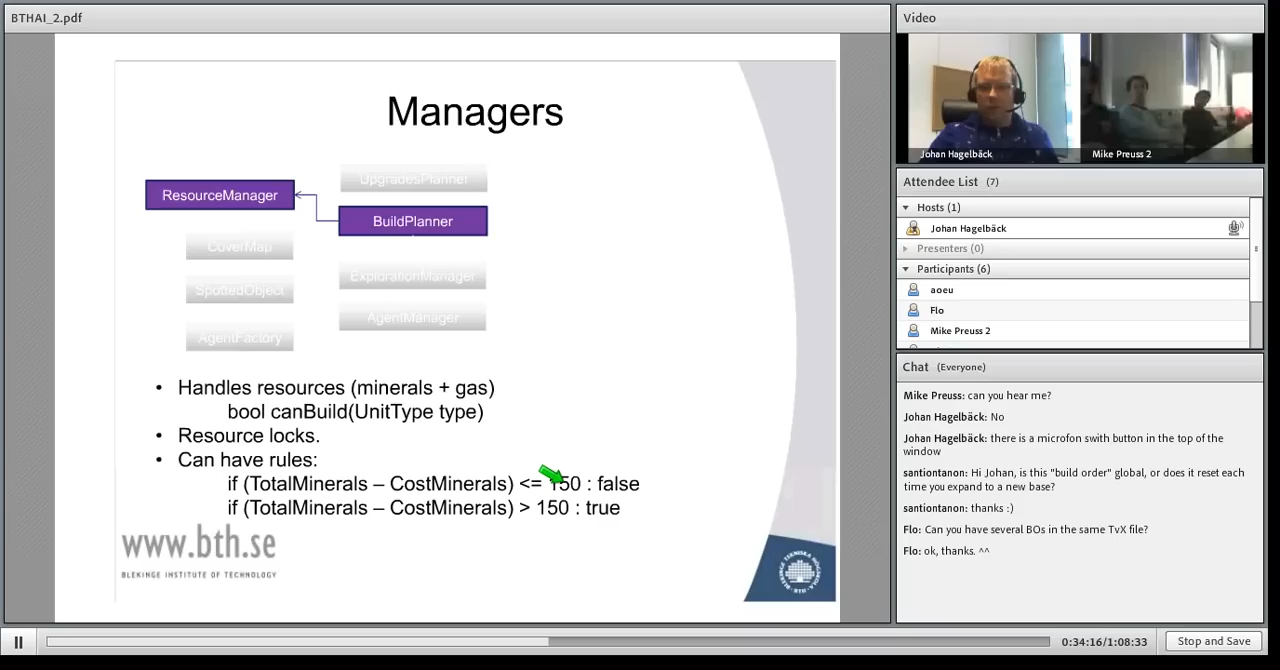 BTHAI_2.pdf
Managers
UpgradesPlanner
ResourceManager
BuildPlanner
CoverMap
ExplorationManager
SpottedObject
AgentManager
AgentFactory
• Handles resources (minerals + gas)
bool canBuild(UnitType type)
• Resource locks.
• Can have rules:
if (TotalMinerals – CostMinerals) <= 150 : false
if (TotalMinerals – CostMinerals) > 150 : true
www.bth.se
BLEKINGE INSTITUTE OF TECHNOLOGY
BLEKINGE TEKNISKA HÖGSKOLA
BTH
Video
Johan Hagelbäck
Mike Preuss 2
Attendee List (7)
Hosts (1)
Johan Hagelbäck
Presenters (0)
Participants (6)
aoeu
Flo
Mike Preuss 2
Chat (Everyone)
Mike Preuss: can you hear me?
Johan Hagelbäck: No
Johan Hagelbäck: there is a microfon swith button in the top of the
window
santiontanon: Hi Johan, is this "build order" global, or does it reset each
time you expand to a new base?
santiontanon: thanks :)
Flo: Can you have several BOs in the same TvX file?
Flo: ok, thanks. ^^
0:34:16/1:08:33
Stop and Save